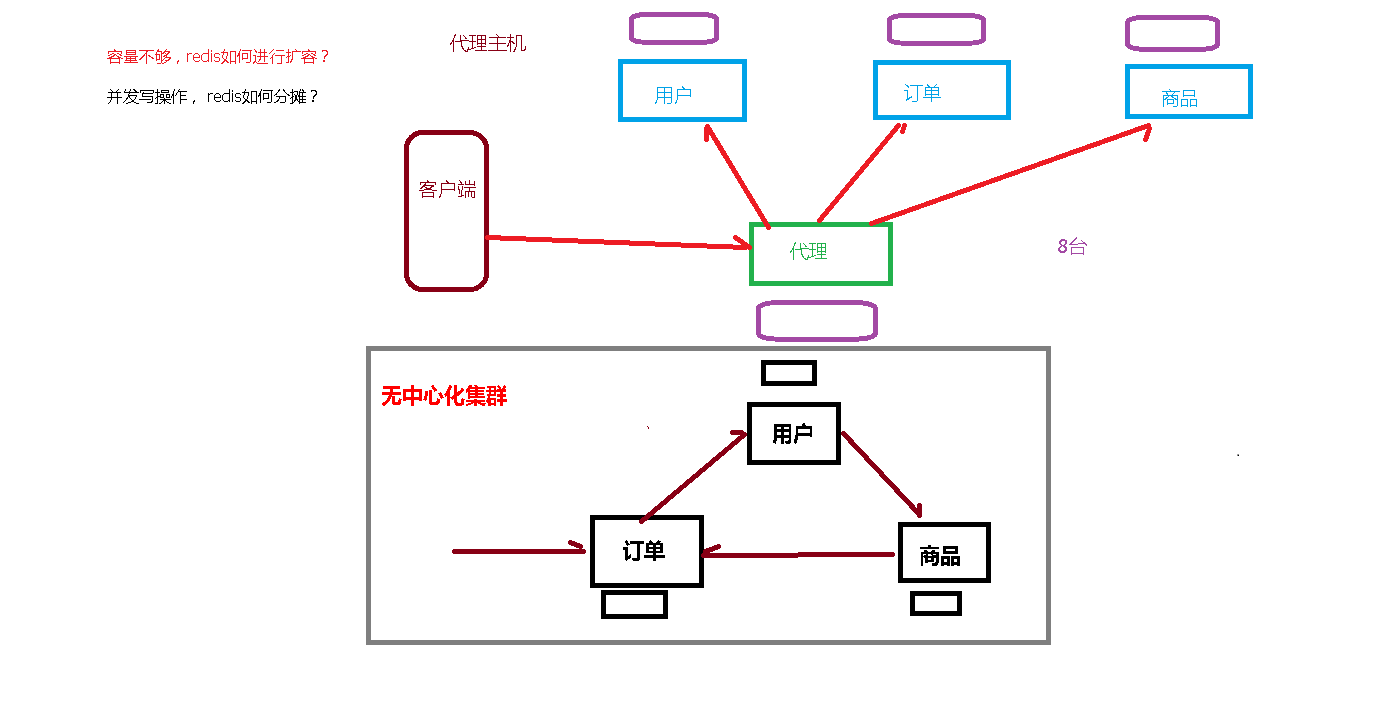 代理主机
容量不够，redis如何进行扩容？
并发写操作， redis如何分摊？
用户
订单
商品
客户端
代理
8台
无中心化集群
用户
订单
商品